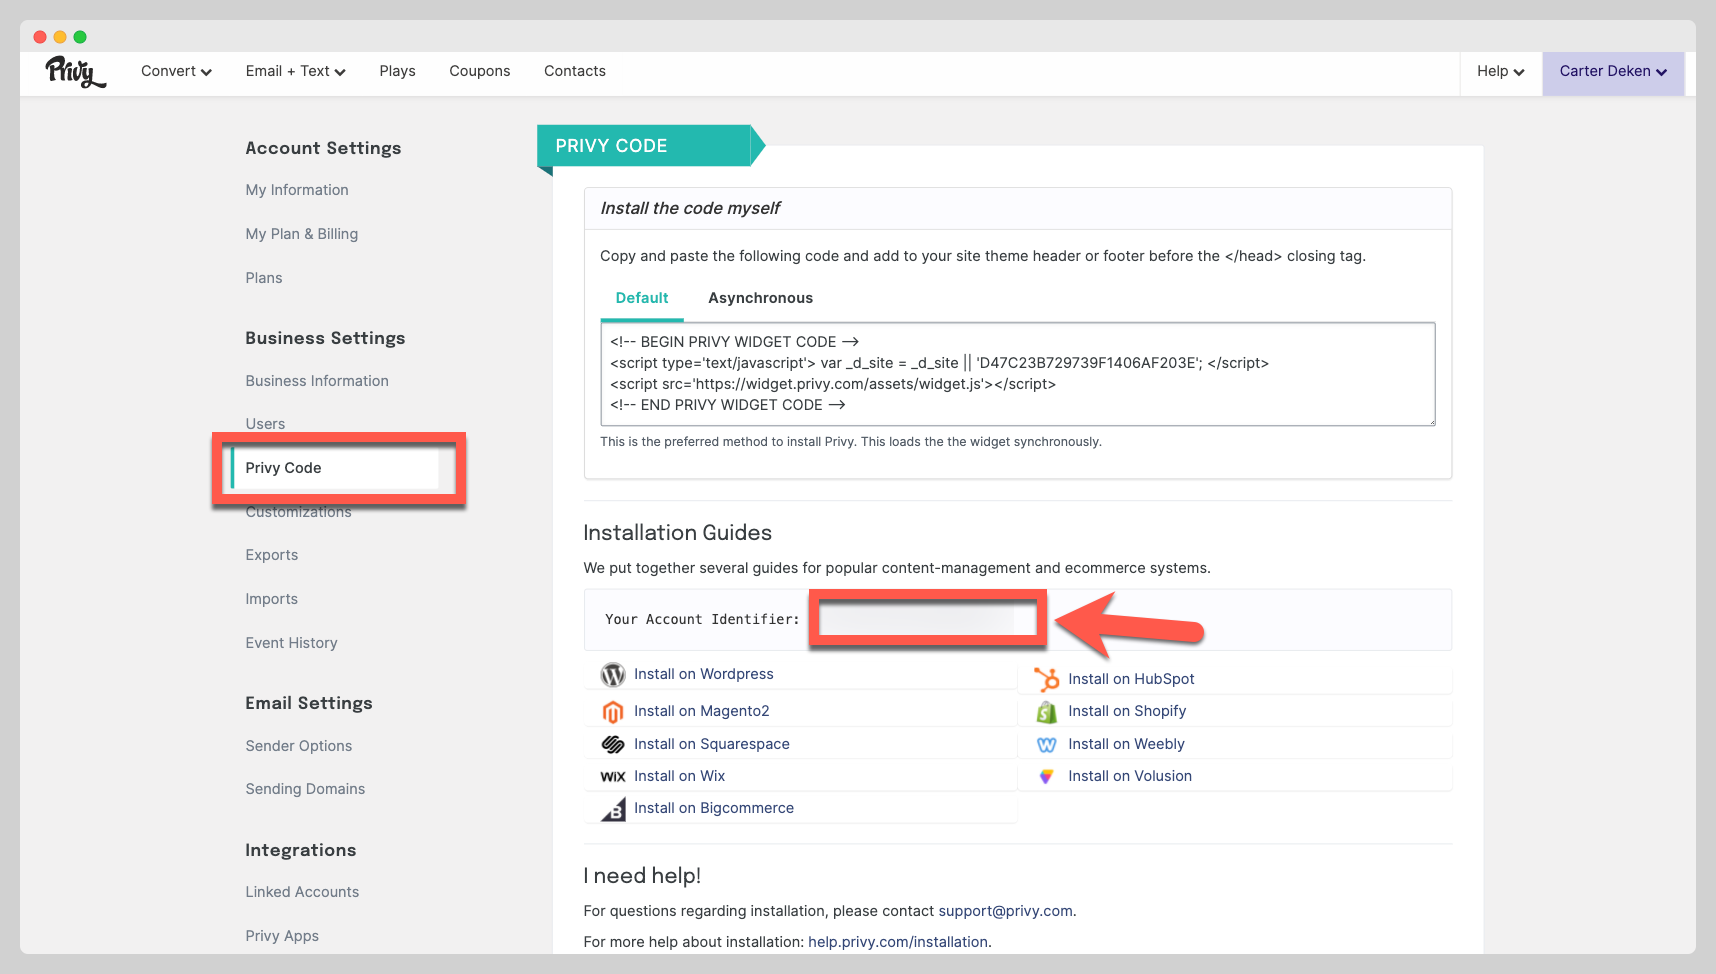 Privy
Convert
Email + Text
Plays
Coupons
Contacts
Help
Carter Deken
Account Settings
My Information
My Plan & Billing
Plans
Business Settings
Business Information
Users
Privy Code
Customizations
Exports
Imports
Event History
Email Settings
Sender Options
Sending Domains
Integrations
Linked Accounts
Privy Apps
PRIVY CODE
Install the code myself
Copy and paste the following code and add to your site theme header or footer before the </head> closing tag.
Default
Asynchronous
<!-- BEGIN PRIVY WIDGET CODE -->
<script type='text/javascript'> var _d_site = _d_site || 'D47C23B729739F1406AF203E'; </script>
<script src='https://widget.privy.com/assets/widget.js'></script>
<!-- END PRIVY WIDGET CODE -->
This is the preferred method to install Privy. This loads the the widget synchronously.
Installation Guides
We put together several guides for popular content-management and ecommerce systems.
Your Account Identifier:
Install on Wordpress
Install on HubSpot
Install on Magento2
Install on Shopify
Install on Squarespace
Install on Weebly
WiX Install on Wix
Install on Volusion
B Install on Bigcommerce
I need help!
For questions regarding installation, please contact support@privy.com.
For more help about installation: help.privy.com/installation.